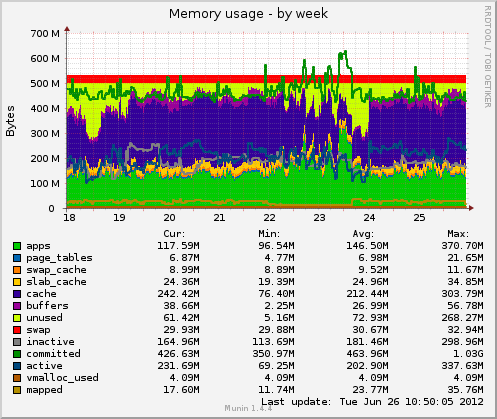 Memory usage - by week
RRDTOOL / TOBI OETIKER
Bytes
700 M
600 M
500 M
400 M
300 M
200 M
100 M
0
18 19 20 21 22 23 24 25
Cur: Min: Avg: Max:
apps 117.59M 96.54M 146.50M 370.70M
page_tables 6.87M 4.77M 6.98M 21.65M
swap_cache 8.99M 8.89M 9.52M 11.67M
slab_cache 24.36M 19.39M 24.96M 34.85M
cache 242.42M 76.40M 212.44M 303.79M
buffers 38.66M 2.25M 26.99M 56.78M
unused 61.42M 5.16M 72.93M 268.27M
swap 29.93M 29.88M 30.67M 32.94M
inactive 164.96M 113.69M 181.46M 298.96M
committed 426.63M 350.97M 463.96M 1.03G
active 231.69M 69.25M 202.90M 337.63M
vmalloc_used 4.09M 4.09M 4.09M 4.09M
mapped 17.60M 11.74M 23.77M 35.76M
Last update: Tue Jun 26 10:50:05 2012
Munin 1.4.4